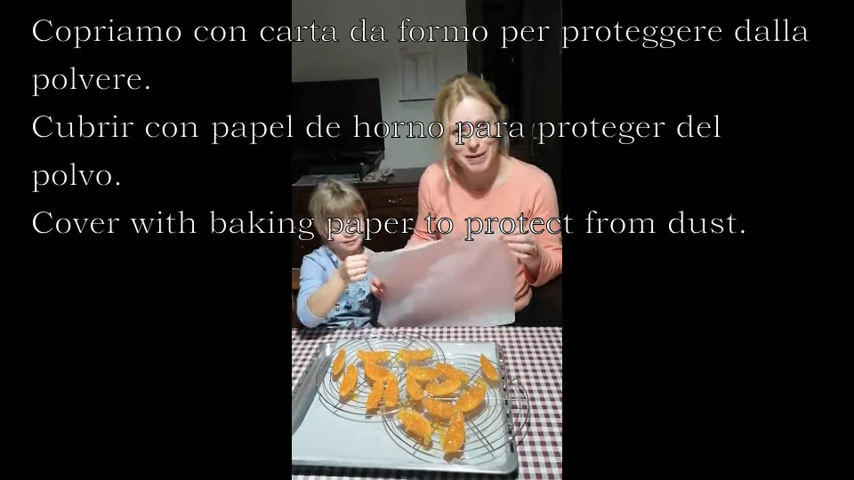 Copriamo con carta da formo per proteggere dalla
polvere.
Cubrir con papel de horno para proteger del
polvo.
Cover with baking paper to protect from dust.